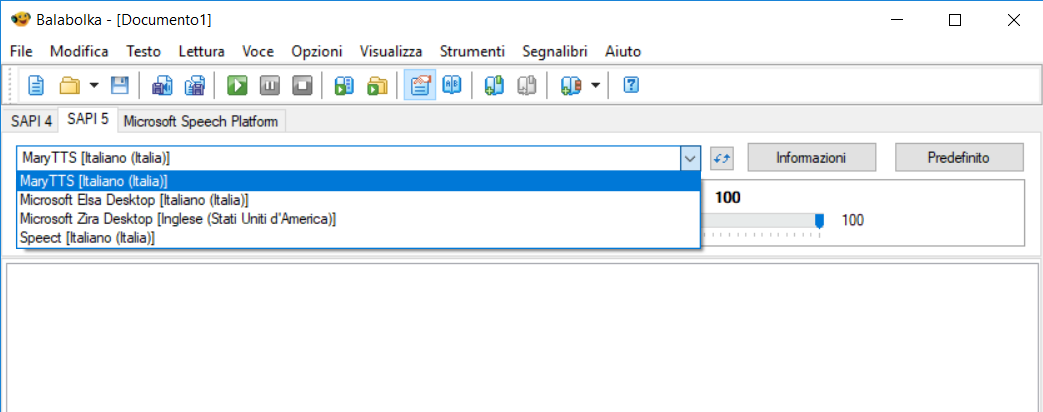 Balabolka - [Documento1]
File Modifica Testo Lettura Voce Opzioni Visualizza Strumenti Segnalibri Aiuto
SAPI 4 SAPI 5 Microsoft Speech Platform
MaryTTS [Italiano (Italia)] Informazioni Predefinito
MaryTTS [Italiano (Italia)]
Microsoft Elsa Desktop [Italiano (Italia)] 100
Microsoft Zira Desktop [Inglese (Stati Uniti d'America)] 100
Speect [Italiano (Italia)]